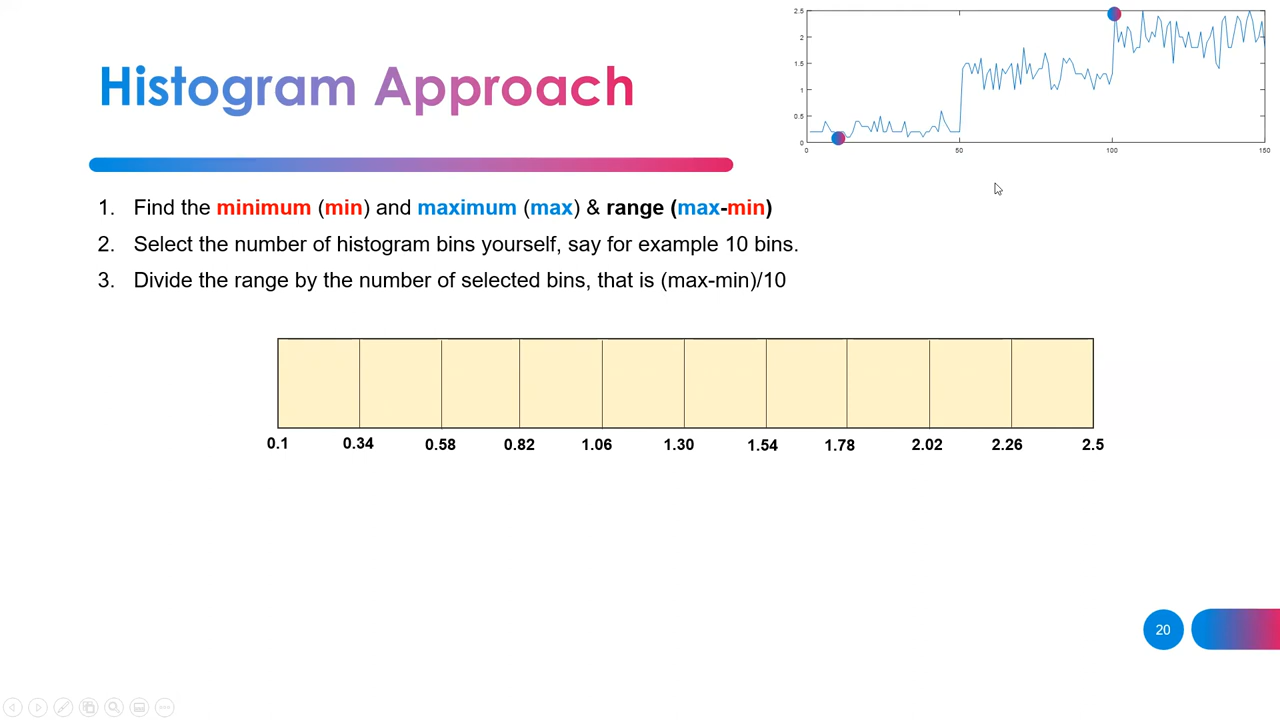 Histogram Approach
2.5
2
1.5
1
0.5
0
0 50 100 150
1. Find the minimum (min) and maximum (max) & range (max-min)
2. Select the number of histogram bins yourself, say for example 10 bins.
3. Divide the range by the number of selected bins, that is (max-min)/10
0.1 0.34 0.58 0.82 1.06 1.30 1.54 1.78 2.02 2.26 2.5
20